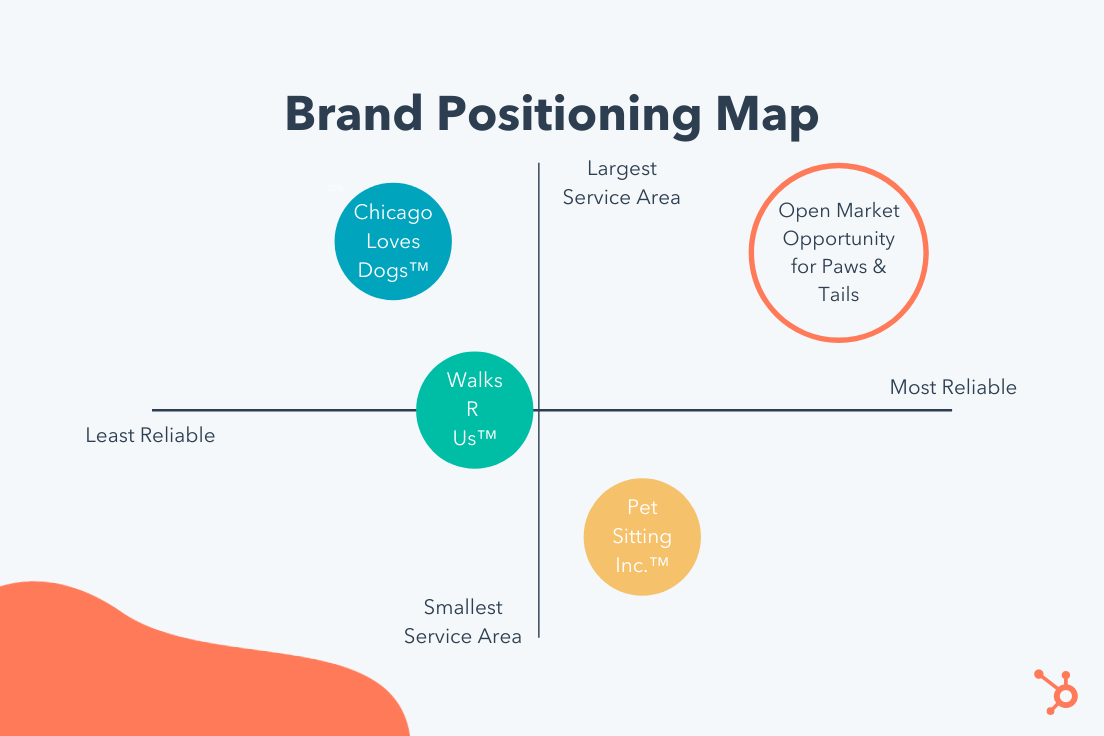 Brand Positioning Map
Largest
Service Area
Chicago
Loves
Dogs™
Open Market
Opportunity
for Paws &
Tails
Walks
R
Us™
Most Reliable
Least Reliable
Pet
Sitting
Inc.™
Smallest
Service Area